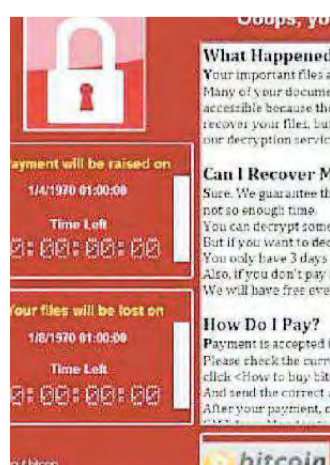 Ooops, yo
What Happened
Your important files a
Many of your docume
accessible because the
recover your files, but
our decryption servic
Can I Recover M
Sure. We guarantee th
not so enough time.
You can decrypt some
But if you want to dec
You only have 3 days
Also, if you don't pay
We will have free eve
How Do I Pay?
Payment is accepted
Please check the curr
click <How to buy bit
And send the correct a
After your payment, c
ayment will be raised on
1/4/1970 01:00:00
Time Left
0:00:00:00
Your files will be lost on
1/8/1970 01:00:00
Time Left
0:00:00:00
bitcoin